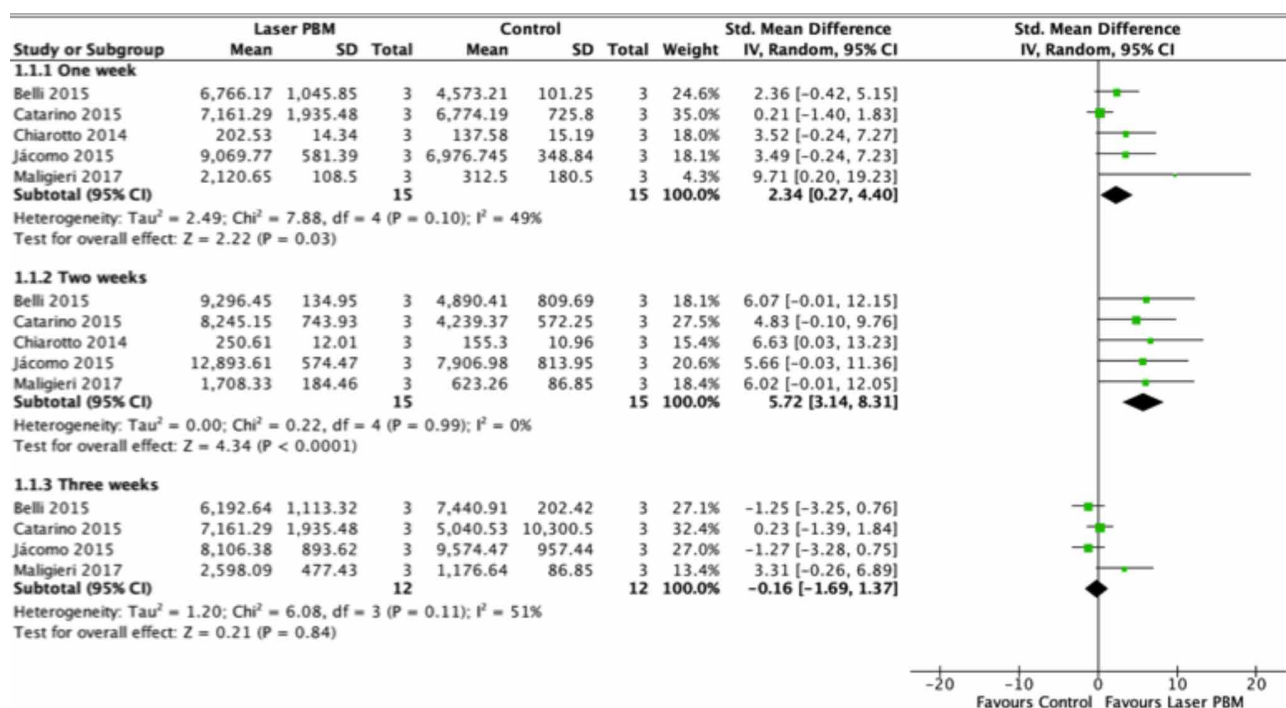 Laser PBM Control Std. Mean Difference Std. Mean Difference
Study or Subgroup Mean SD Total Mean SD Total Weight IV, Random, 95% CI IV, Random, 95% CI
1.1.1 One week
Belli 2015 6,766.17 1,045.85 3 4,573.21 101.25 3 24.6% 2.36 [-0.42, 5.15]
Catarino 2015 7,161.29 1,935.48 3 6,774.19 725.8 3 35.0% 0.21 [-1.40, 1.83]
Chiarotto 2014 202.53 14.34 3 137.58 15.19 3 18.0% 3.52 [-0.24, 7.27]
Jácomo 2015 9,069.77 581.39 3 6,976.745 348.84 3 18.1% 3.49 [-0.24, 7.23]
Maligieri 2017 2,120.65 108.5 3 312.5 180.5 3 4.3% 9.71 [0.20, 19.23]
Subtotal (95% CI) 15 15 100.0% 2.34 [0.27, 4.40]
Heterogeneity: Tau² = 2.49; Chi² = 7.88, df = 4 (P = 0.10); I² = 49%
Test for overall effect: Z = 2.22 (P = 0.03)
1.1.2 Two weeks
Belli 2015 9,296.45 134.95 3 4,890.41 809.69 3 18.1% 6.07 [-0.01, 12.15]
Catarino 2015 8,245.15 743.93 3 4,239.37 572.25 3 27.5% 4.83 [-0.10, 9.76]
Chiarotto 2014 250.61 12.01 3 155.3 10.96 3 15.4% 6.63 [0.03, 13.23]
Jácomo 2015 12,893.61 574.47 3 7,906.98 813.95 3 20.6% 5.66 [-0.03, 11.36]
Maligieri 2017 1,708.33 184.46 3 623.26 86.85 3 18.4% 6.02 [-0.01, 12.05]
Subtotal (95% CI) 15 15 100.0% 5.72 [3.14, 8.31]
Heterogeneity: Tau² = 0.00; Chi² = 0.22, df = 4 (P = 0.99); I² = 0%
Test for overall effect: Z = 4.34 (P < 0.0001)
1.1.3 Three weeks
Belli 2015 6,192.64 1,113.32 3 7,440.91 202.42 3 27.1% -1.25 [-3.25, 0.76]
Catarino 2015 7,161.29 1,935.48 3 5,040.53 10,300.5 3 32.4% 0.23 [-1.39, 1.84]
Jácomo 2015 8,106.38 893.62 3 9,574.47 957.44 3 27.0% -1.27 [-3.28, 0.75]
Maligieri 2017 2,598.09 477.43 3 1,176.64 86.85 3 13.4% 3.31 [-0.26, 6.89]
Subtotal (95% CI) 12 12 100.0% -0.16 [-1.69, 1.37]
Heterogeneity: Tau² = 1.20; Chi² = 6.08, df = 3 (P = 0.11); I² = 51%
Test for overall effect: Z = 0.21 (P = 0.84)
-20 -10 0 10 20
Favours Control Favours Laser PBM